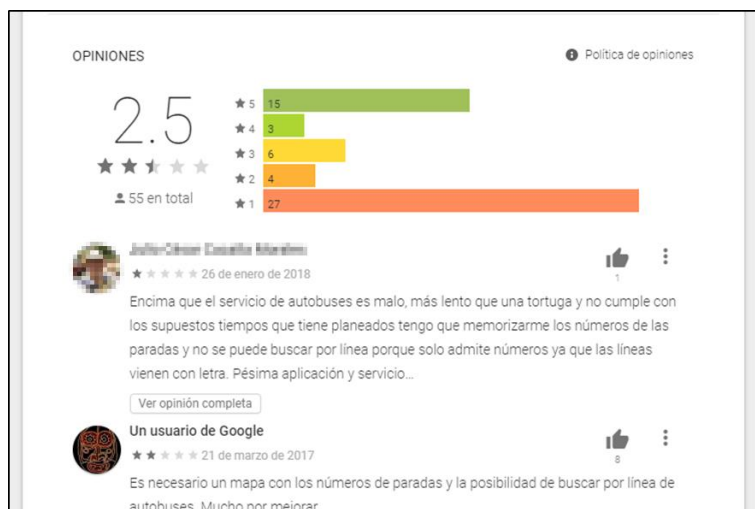 OPINIONES
Política de opiniones
2.5
55 en total
5 15
4 3
3 6
2 4
1 27
26 de enero de 2018
1
Encima que el servicio de autobuses es malo, más lento que una tortuga y no cumple con
los supuestos tiempos que tiene planeados tengo que memorizarme los números de las
paradas y no se puede buscar por línea porque solo admite números ya que las líneas
vienen con letra. Pésima aplicación y servicio...
Ver opinión completa
Un usuario de Google
21 de marzo de 2017
8
Es necesario un mapa con los números de paradas y la posibilidad de buscar por línea de
autobuses. Mucho por mejorar